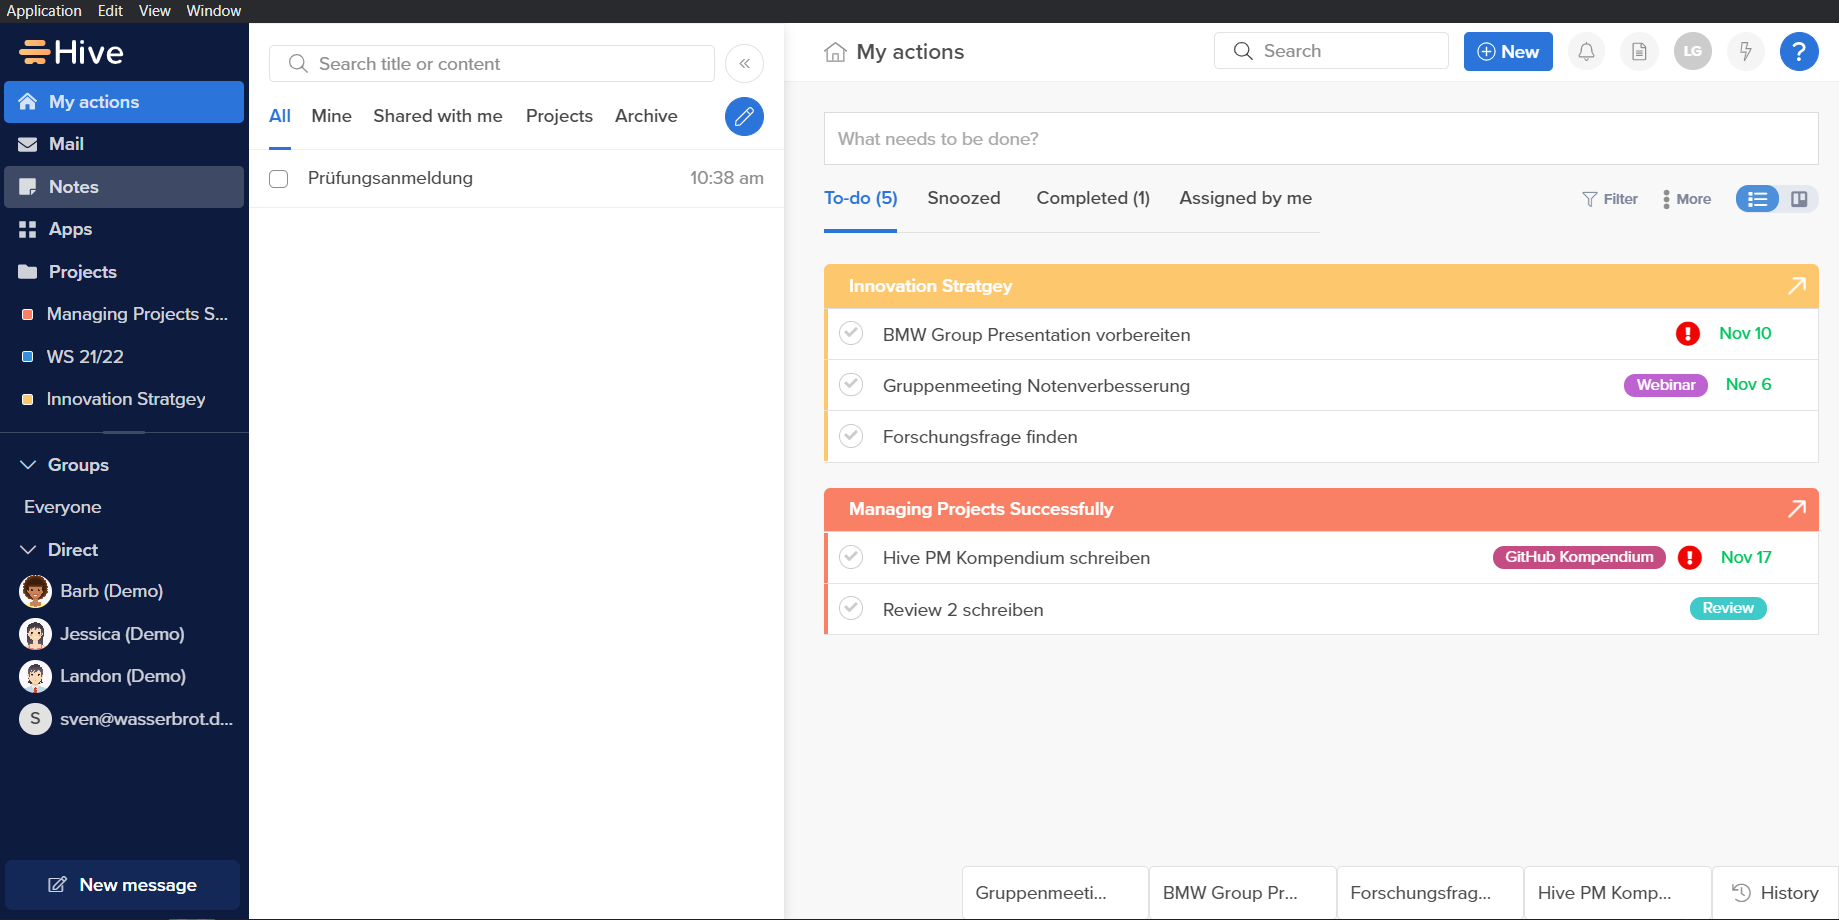 Application Edit View Window
Hive
My actions
Mail
Notes
Apps
Projects
Managing Projects S...
WS 21/22
Innovation Stratgey
Groups
Everyone
Direct
Barb (Demo)
Jessica (Demo)
Landon (Demo)
S sven@wasserbrot.d...
New message
Search title or content
All Mine Shared with me Projects Archive
Prüfungsanmeldung 10:38 am
My actions Search New LG ?
What needs to be done?
To-do (5) Snoozed Completed (1) Assigned by me Filter More
Innovation Stratgey
BMW Group Presentation vorbereiten ! Nov 10
Gruppenmeeting Notenverbesserung Webinar Nov 6
Forschungsfrage finden
Managing Projects Successfully
Hive PM Kompendium schreiben GitHub Kompendium ! Nov 17
Review 2 schreiben Review
Gruppenmeeti... BMW Group Pr... Forschungsfrag... Hive PM Komp... History